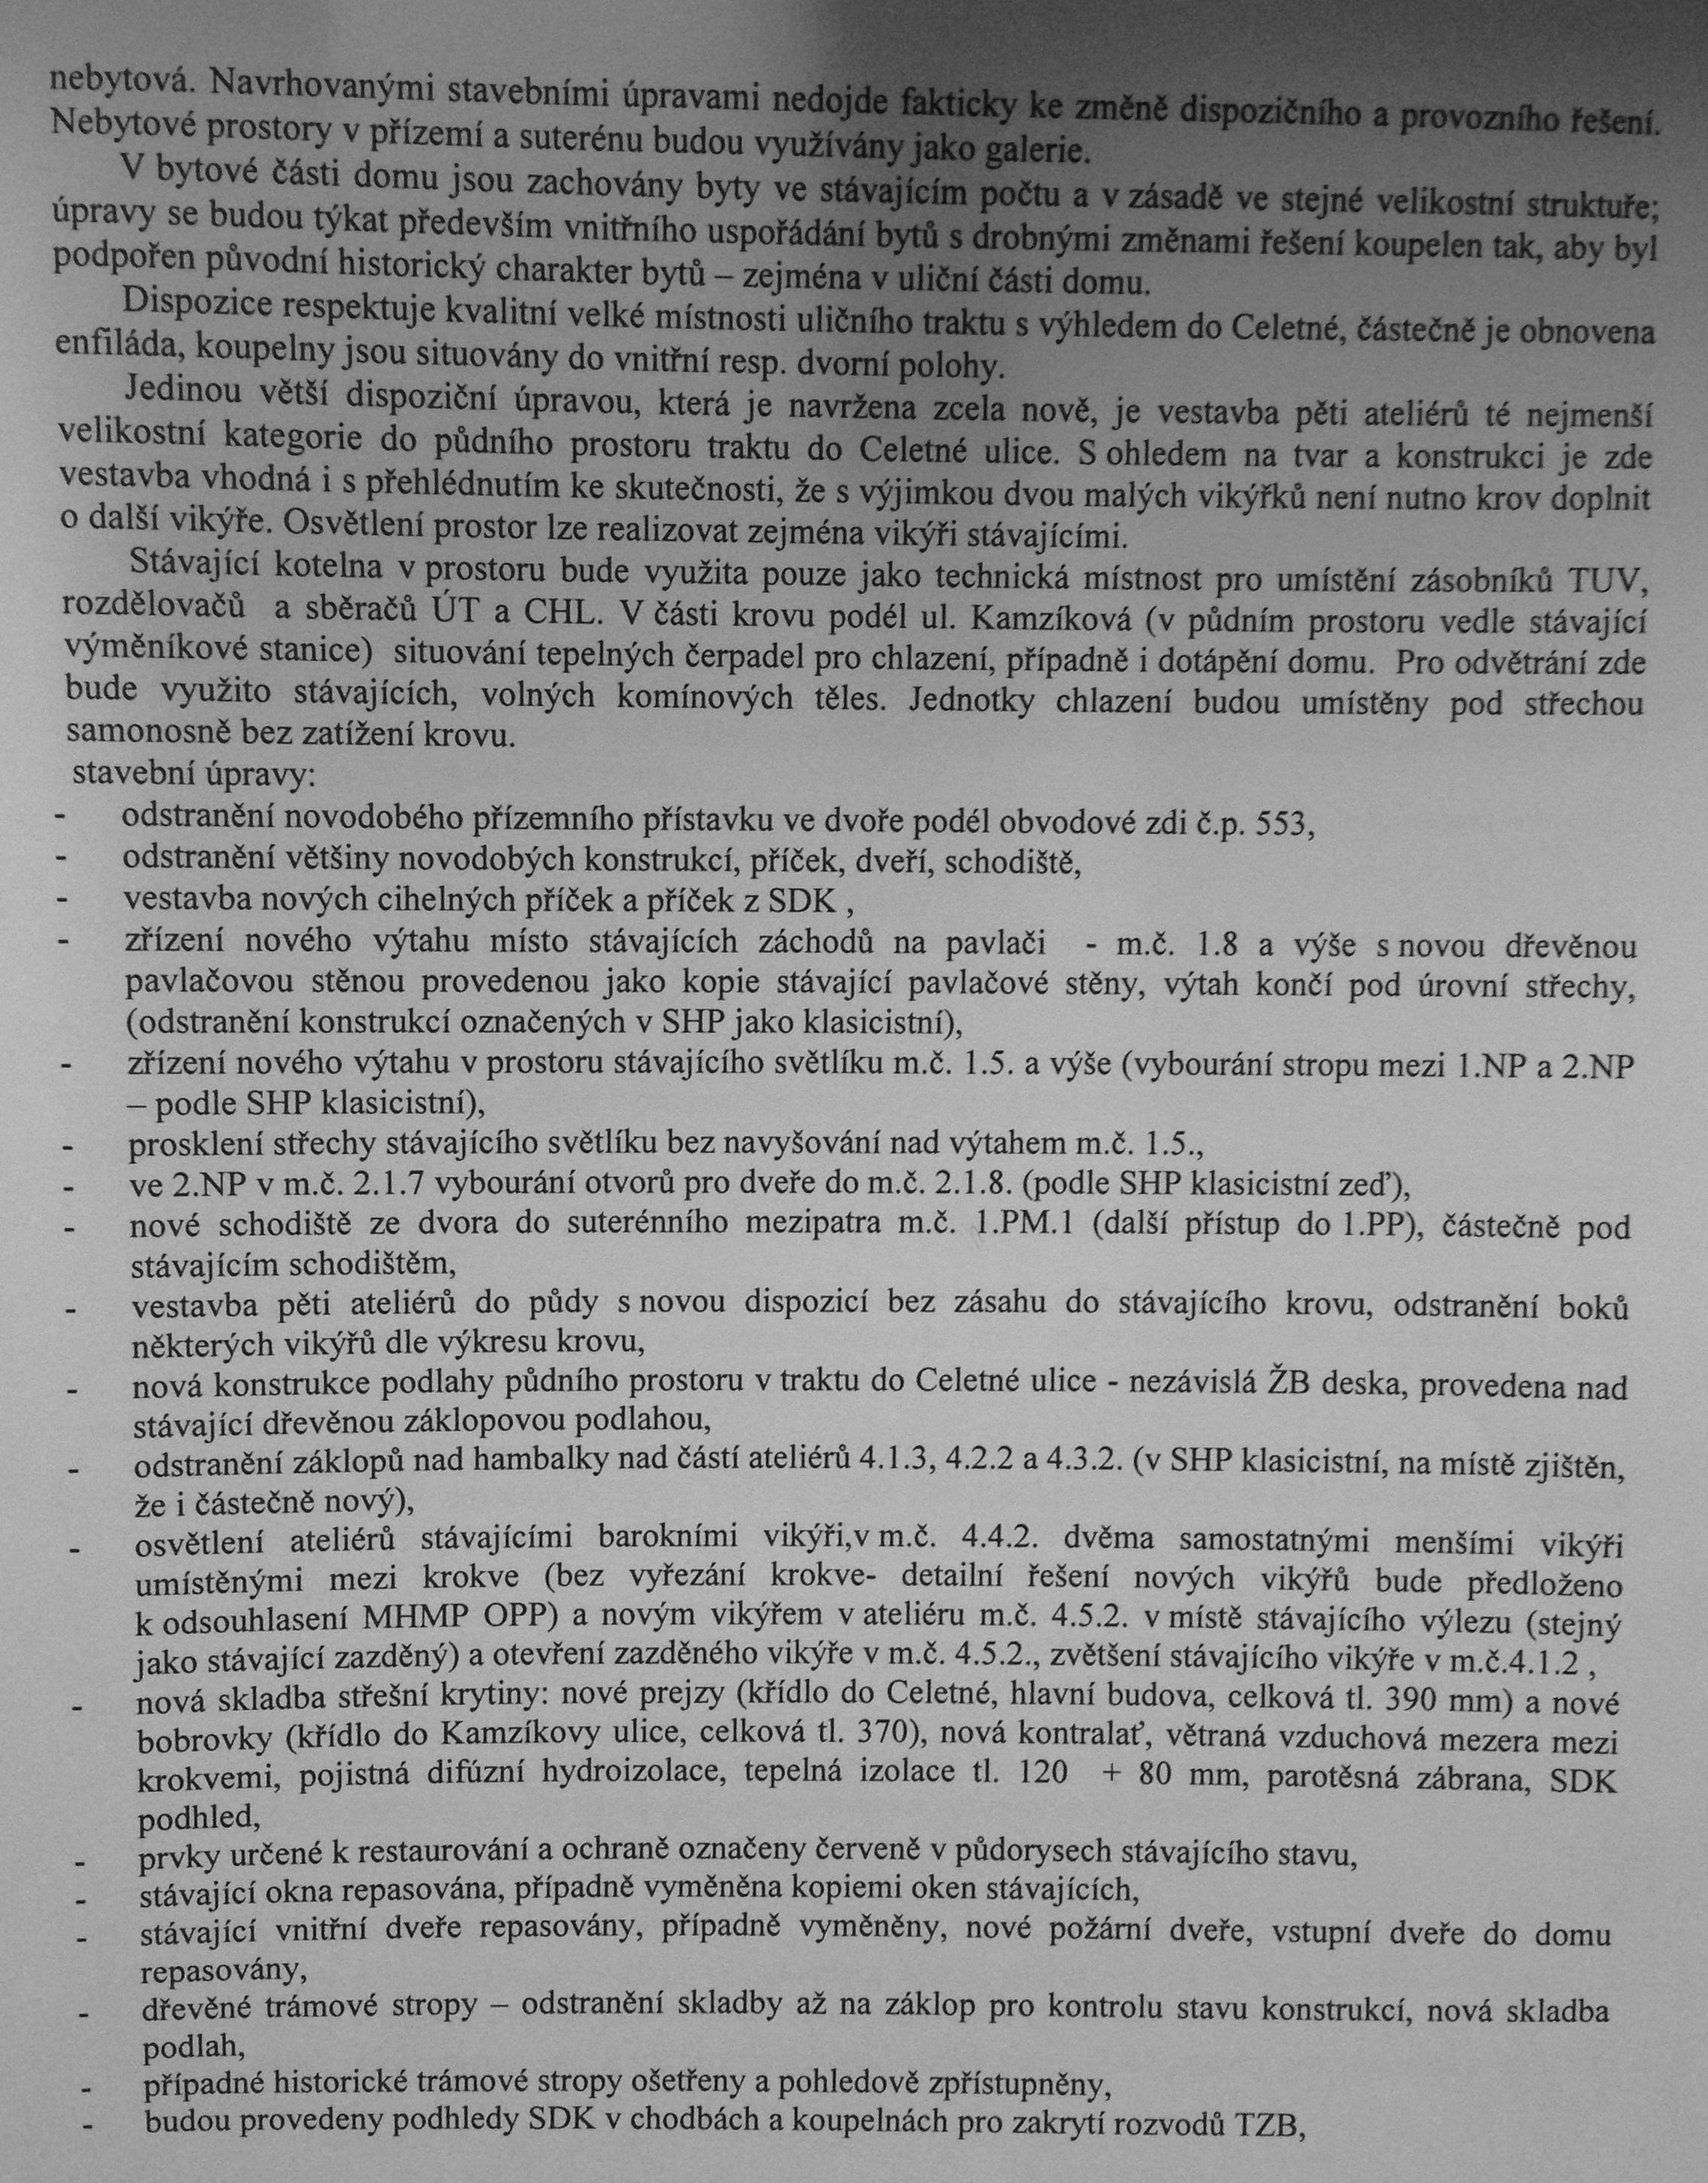 nebytová. Navrhovanými stavebními úpravami nedojde fakticky ke změně dispozičního a provozního řešení.
Nebytové prostory v přízemí a suterénu budou využívány jako galerie.
V bytové části domu jsou zachovány byty ve stávajícím počtu a v zásadě ve stejné velikostní struktuře;
úpravy se budou týkat především vnitřního uspořádání bytů s drobnými změnami řešení koupelen tak, aby byl
podpořen původní historický charakter bytů – zejména v uliční části domu.
Dispozice respektuje kvalitní velké místnosti uličního traktu s výhledem do Celetné, částečně je obnovena
enfiláda, koupelny jsou situovány do vnitřní resp. dvorní polohy.
Jedinou větší dispoziční úpravou, která je navržena zcela nově, je vestavba pěti ateliérů té nejmenší
velikostní kategorie do půdního prostoru traktu do Celetné ulice. S ohledem na tvar a konstrukci je zde
vestavba vhodná i s přehlédnutím ke skutečnosti, že s výjimkou dvou malých vikýřků není nutno krov doplnit
o další vikýře. Osvětlení prostor lze realizovat zejména vikýři stávajícími.
Stávající kotelna v prostoru bude využita pouze jako technická místnost pro umístění zásobníků TUV,
rozdělovačů a sběračů ÚT a CHL. V části krovu podél ul. Kamzíková (v půdním prostoru vedle stávající
výměníkové stanice) situování tepelných čerpadel pro chlazení, případně i dotápění domu. Pro odvětrání zde
bude využito stávajících, volných komínových těles. Jednotky chlazení budou umístěny pod střechou
samonosně bez zatížení krovu.
stavební úpravy:
- odstranění novodobého přízemního přístavku ve dvoře podél obvodové zdi č.p. 553,
- odstranění většiny novodobých konstrukcí, příček, dveří, schodiště,
- vestavba nových cihelných příček a příček z SDK ,
- zřízení nového výtahu místo stávajících záchodů na pavlači - m.č. 1.8 a výše s novou dřevěnou
pavlačovou stěnou provedenou jako kopie stávající pavlačové stěny, výtah končí pod úrovní střechy,
(odstranění konstrukcí označených v SHP jako klasicistní),
- zřízení nového výtahu v prostoru stávajícího světlíku m.č. 1.5. a výše (vybourání stropu mezi 1.NP a 2.NP
– podle SHP klasicistní),
- prosklení střechy stávajícího světlíku bez navyšování nad výtahem m.č. 1.5.,
- ve 2.NP v m.č. 2.1.7 vybourání otvorů pro dveře do m.č. 2.1.8. (podle SHP klasicistní zeď),
- nové schodiště ze dvora do suterénního mezipatra m.č. 1.PM.1 (další přístup do 1.PP), částečně pod
stávajícím schodištěm,
- vestavba pěti ateliérů do půdy s novou dispozicí bez zásahu do stávajícího krovu, odstranění boků
některých vikýřů dle výkresu krovu,
- nová konstrukce podlahy půdního prostoru v traktu do Celetné ulice - nezávislá ŽB deska, provedena nad
stávající dřevěnou záklopovou podlahou,
- odstranění záklopů nad hambalky nad částí ateliérů 4.1.3, 4.2.2 a 4.3.2. (v SHP klasicistní, na místě zjištěn,
že i částečně nový),
- osvětlení ateliérů stávajícími barokními vikýři,v m.č. 4.4.2. dvěma samostatnými menšími vikýři
umístěnými mezi krokve (bez vyřezání krokve- detailní řešení nových vikýřů bude předloženo
k odsouhlasení MHMP OPP) a novým vikýřem v ateliéru m.č. 4.5.2. v místě stávajícího výlezu (stejný
jako stávající zazděný) a otevření zazděného vikýře v m.č. 4.5.2., zvětšení stávajícího vikýře v m.č.4.1.2 ,
- nová skladba střešní krytiny: nové prejzy (křídlo do Celetné, hlavní budova, celková tl. 390 mm) a nové
bobrovky (křídlo do Kamzíkovy ulice, celková tl. 370), nová kontralať, větraná vzduchová mezera mezi
krokvemi, pojistná difúzní hydroizolace, tepelná izolace tl. 120 + 80 mm, parotěsná zábrana, SDK
podhled,
- prvky určené k restaurování a ochraně označeny červeně v půdorysech stávajícího stavu,
- stávající okna repasována, případně vyměněna kopiemi oken stávajících,
- stávající vnitřní dveře repasovány, případně vyměněny, nové požární dveře, vstupní dveře do domu
repasovány,
- dřevěné trámové stropy – odstranění skladby až na záklop pro kontrolu stavu konstrukcí, nová skladba
podlah,
- případné historické trámové stropy ošetřeny a pohledově zpřístupněny,
- budou provedeny podhledy SDK v chodbách a koupelnách pro zakrytí rozvodů TZB,